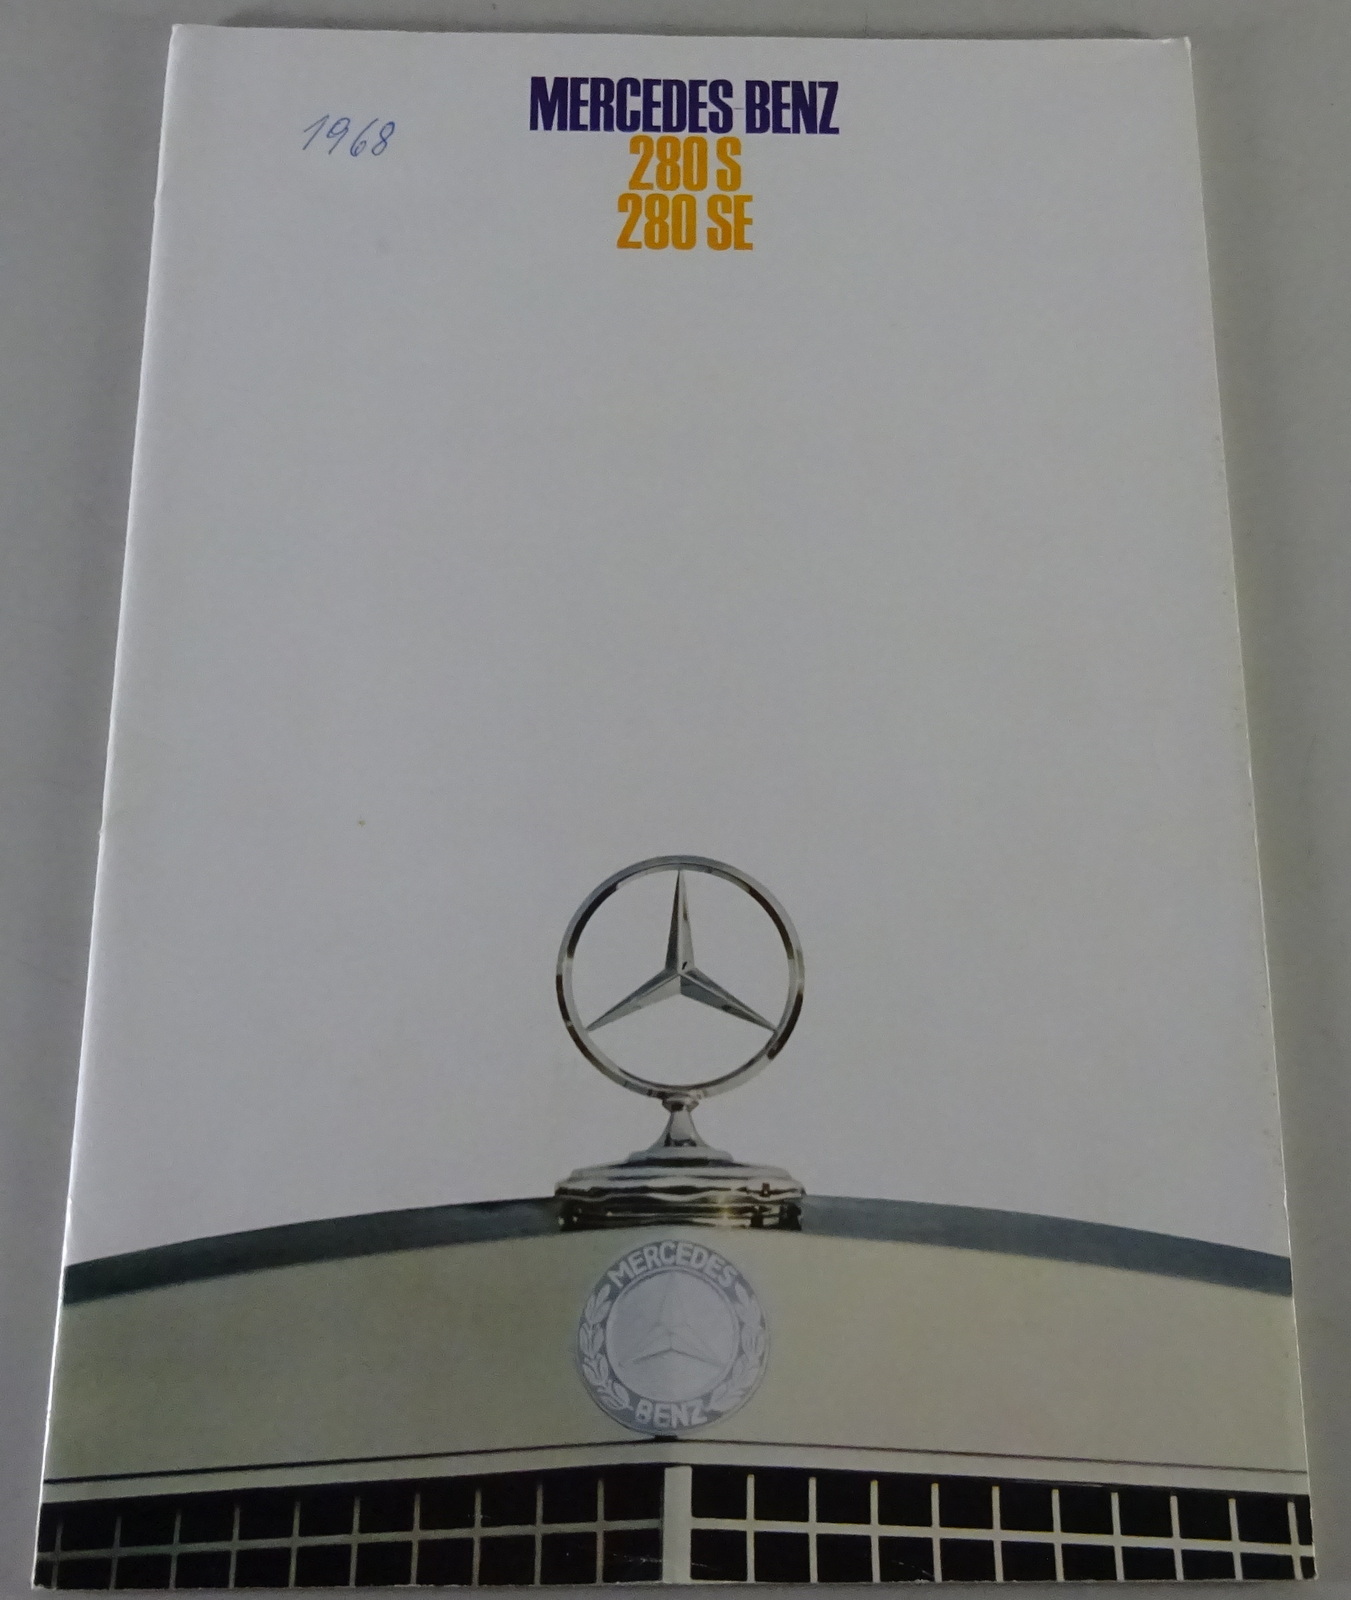 1968
MERCEDES-BENZ
280 S
280 SE
MERCEDES
BENZ